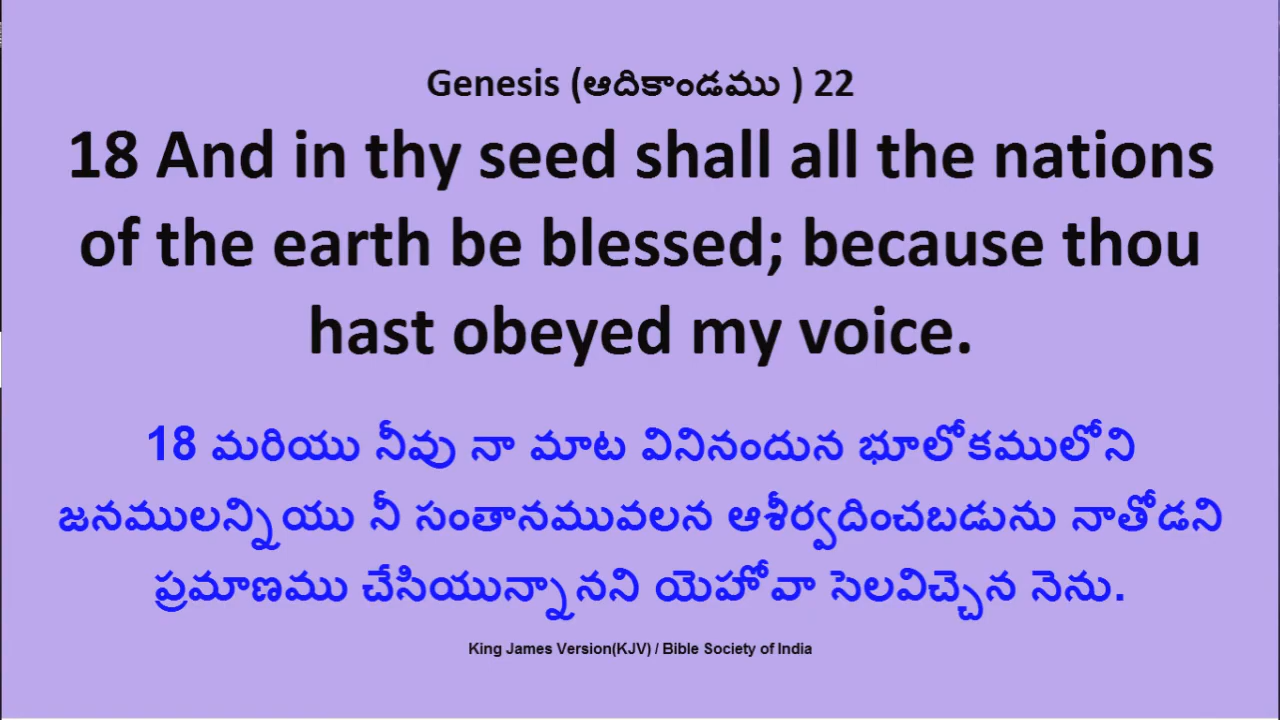 Genesis (ఆదికాండము ) 22
18 And in thy seed shall all the nations
of the earth be blessed; because thou
hast obeyed my voice.
18 మరియు నీవు నా మాట వినినందున భూలోకములోని
జనములన్నియు నీ సంతానమువలన ఆశీర్వదించబడును నాతోడని
ప్రమాణము చేసియున్నానని యెహోవా సెలవిచ్చెన నెను.
King James Version(KJV) / Bible Society of India